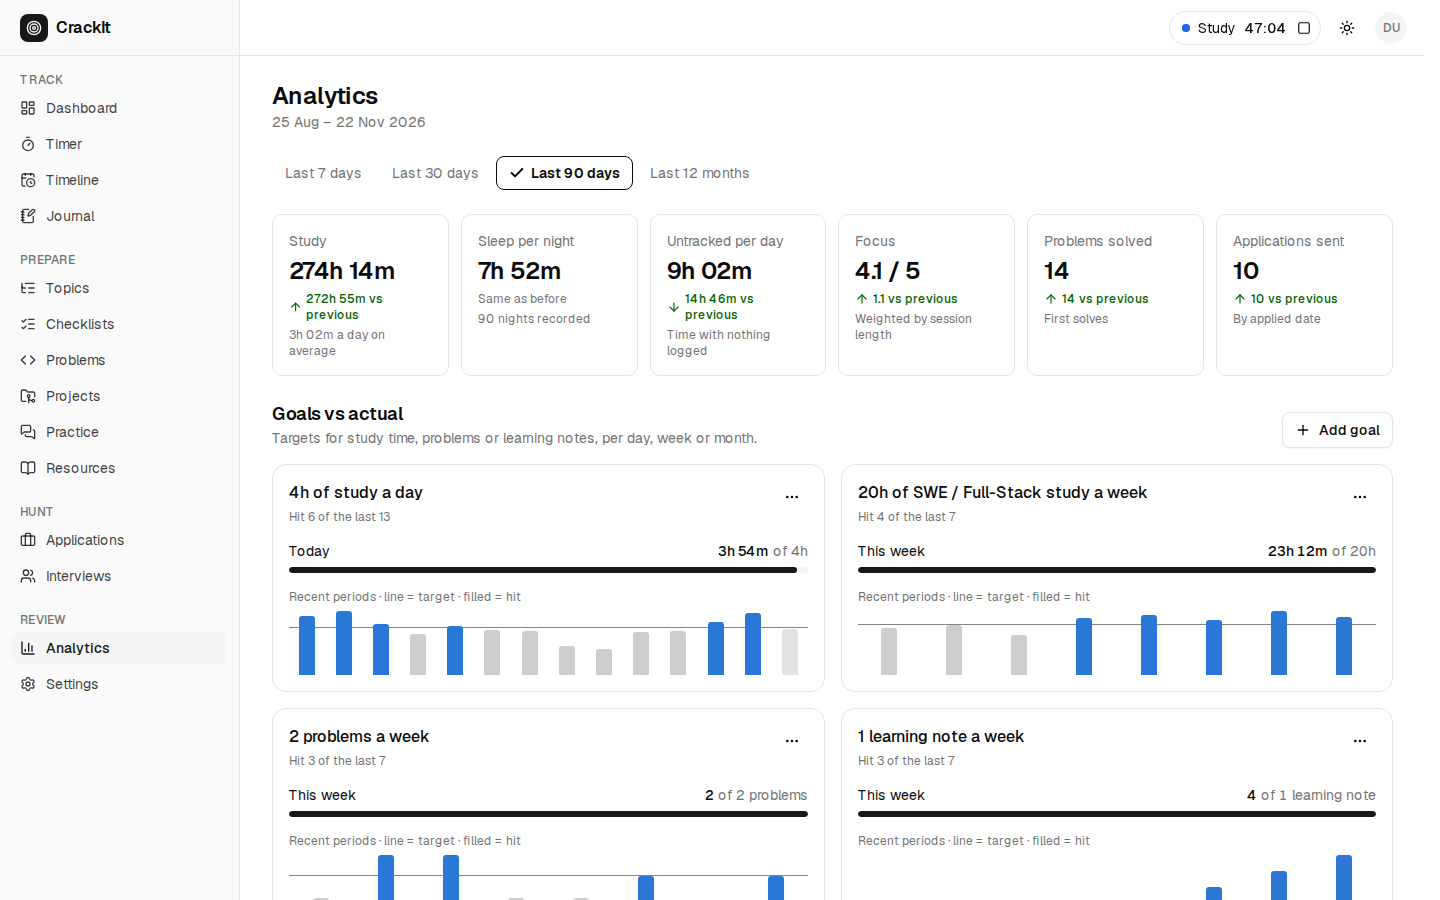 CrackIt
Study 47:04
DU
TRACK
Dashboard
Timer
Timeline
Journal
PREPARE
Topics
Checklists
Problems
Projects
Practice
Resources
HUNT
Applications
Interviews
REVIEW
Analytics
Settings
Analytics
25 Aug – 22 Nov 2026
Last 7 days
Last 30 days
Last 90 days
Last 12 months
Study
274h 14m
↑ 272h 55m vs
previous
3h 02m a day on
average
Sleep per night
7h 52m
Same as before
90 nights recorded
Untracked per day
9h 02m
↓ 14h 46m vs
previous
Time with nothing
logged
Focus
4.1 / 5
↑ 1.1 vs previous
Weighted by session
length
Problems solved
14
↑ 14 vs previous
First solves
Applications sent
10
↑ 10 vs previous
By applied date
Goals vs actual
Targets for study time, problems or learning notes, per day, week or month.
+ Add goal
4h of study a day
Hit 6 of the last 13
Today 3h 54m of 4h
Recent periods · line = target · filled = hit
20h of SWE / Full-Stack study a week
Hit 4 of the last 7
This week 23h 12m of 20h
Recent periods · line = target · filled = hit
2 problems a week
Hit 3 of the last 7
This week 2 of 2 problems
Recent periods · line = target · filled = hit
1 learning note a week
Hit 3 of the last 7
This week 4 of 1 learning note
Recent periods · line = target · filled = hit